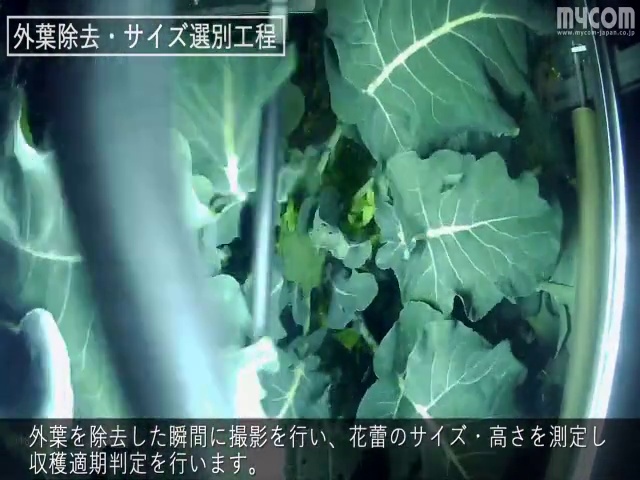 外葉除去・サイズ選別工程
mycom
www.mycom-japan.co.jp
外葉を除去した瞬間に撮影を行い、花蕾のサイズ・高さを測定し
収穫適期判定を行います。